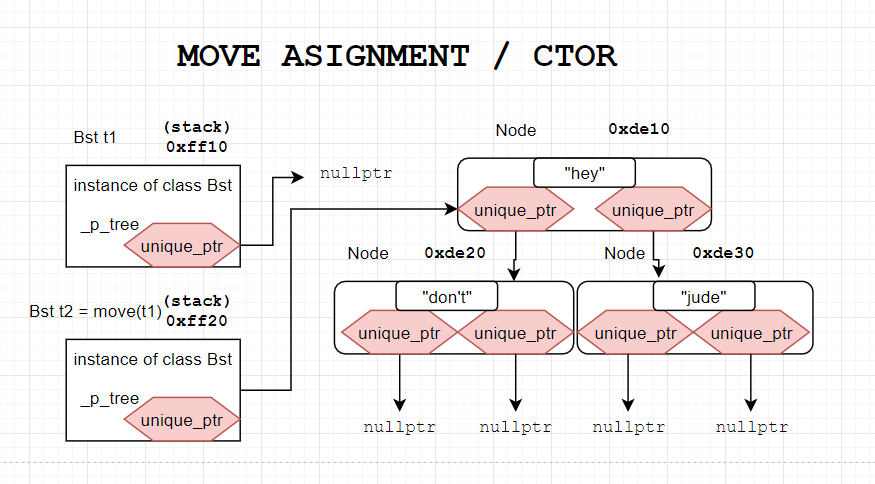 MOVE ASIGNMENT / CTOR
Bst t1
(stack)
0xff10
instance of class Bst
_p_tree
unique_ptr
nullptr
Bst t2 = move(t1)
(stack)
0xff20
instance of class Bst
_p_tree
unique_ptr
Node 0xde10
"hey"
unique_ptr unique_ptr
Node 0xde20
"don't"
unique_ptr unique_ptr
nullptr nullptr
Node 0xde30
"jude"
unique_ptr unique_ptr
nullptr nullptr